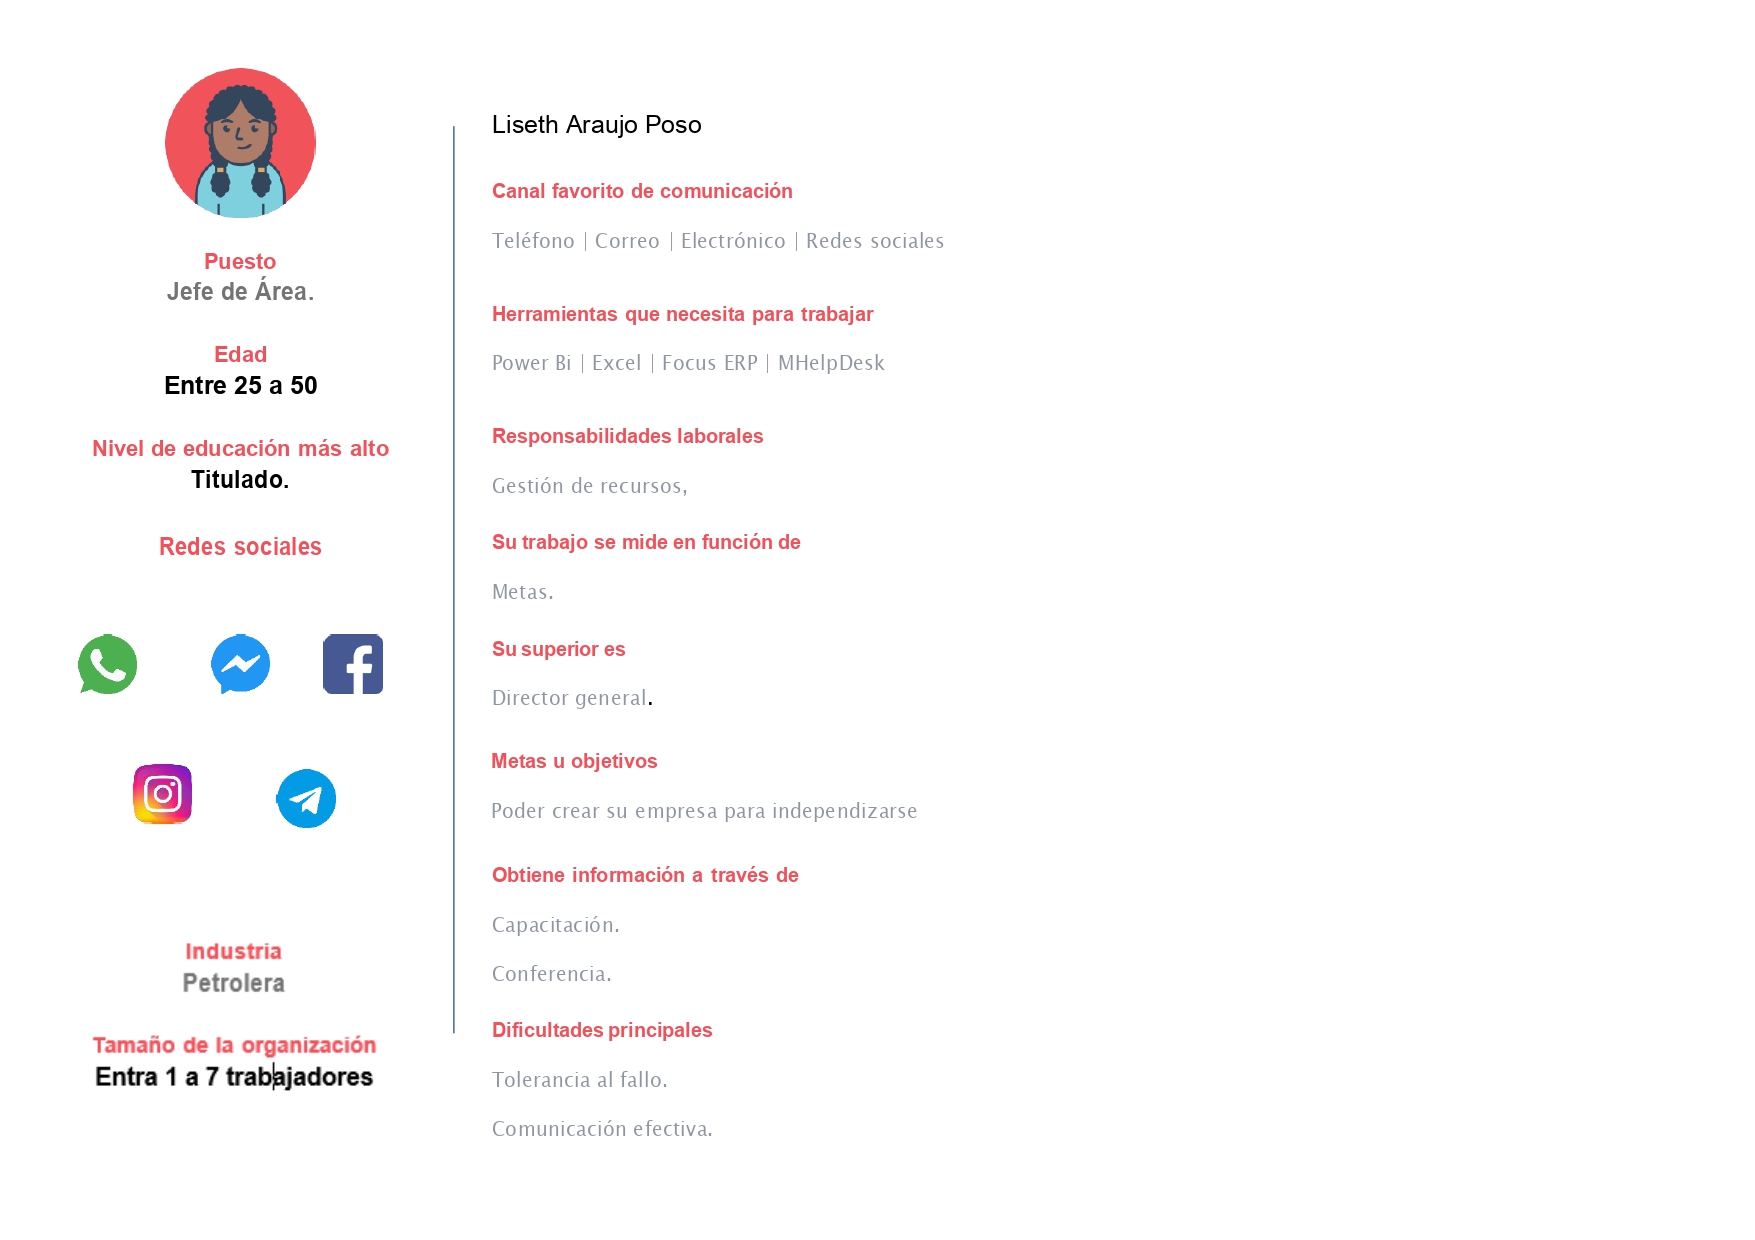 Puesto
Jefe de Área.
Edad
Entre 25 a 50
Nivel de educación más alto
Titulado.
Redes sociales
Industria
Petrolera
Tamaño de la organización
Entra 1 a 7 trabajadores
Liseth Araujo Poso
Canal favorito de comunicación
Teléfono | Correo | Electrónico | Redes sociales
Herramientas que necesita para trabajar
Power Bi | Excel | Focus ERP | MHelpDesk
Responsabilidades laborales
Gestión de recursos,
Su trabajo se mide en función de
Metas.
Su superior es
Director general.
Metas u objetivos
Poder crear su empresa para independizarse
Obtiene información a través de
Capacitación.
Conferencia.
Dificultades principales
Tolerancia al fallo.
Comunicación efectiva.